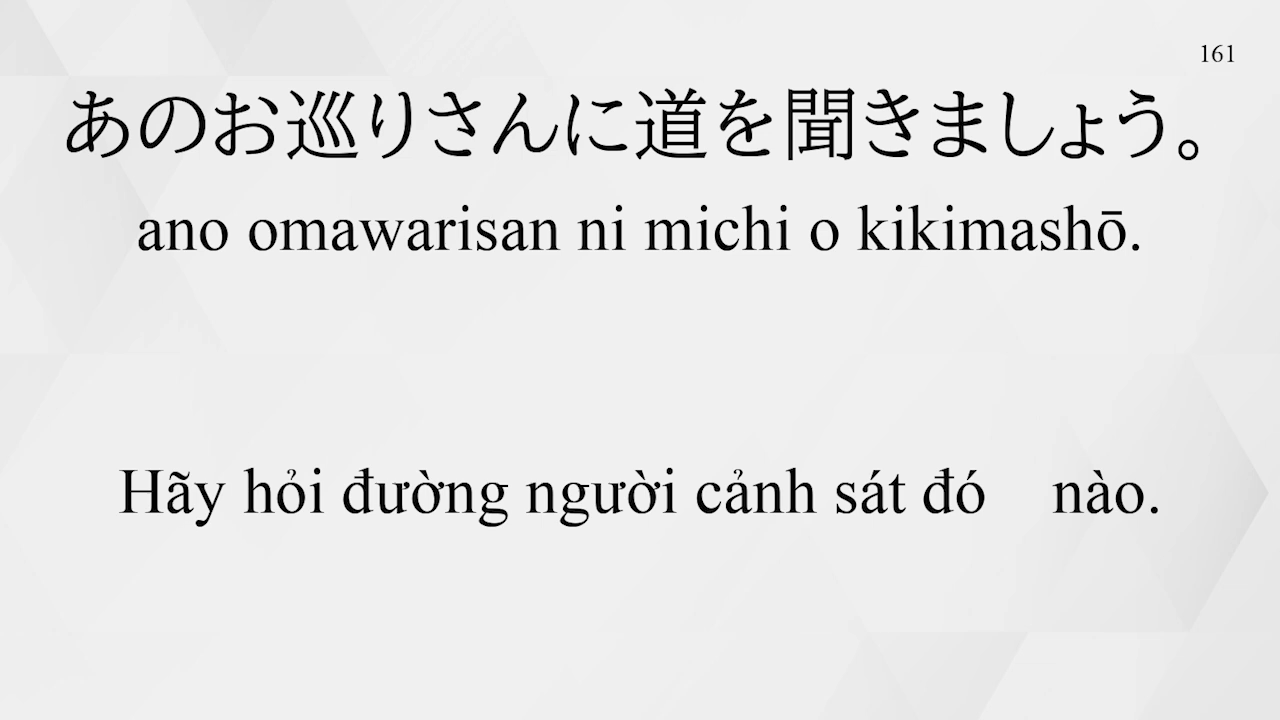 161
あのお巡りさんに道を聞きましょう。
ano omawarisan ni michi o kikimashō.
Hãy hỏi đường người cảnh sát đó nào.